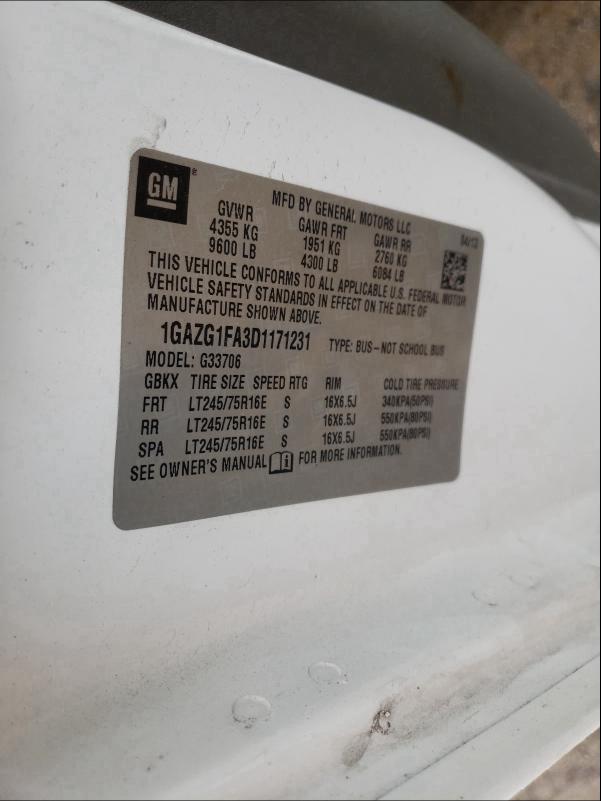 GM
MFD BY GENERAL MOTORS LLC
04/13
GVWR GAWR FRT GAWR RR
4355 KG 1951 KG 2760 KG
9600 LB 4300 LB 6084 LB
THIS VEHICLE CONFORMS TO ALL APPLICABLE U.S. FEDERAL MOTOR
VEHICLE SAFETY STANDARDS IN EFFECT ON THE DATE OF
MANUFACTURE SHOWN ABOVE.
1GAZG1FA3D1171231 TYPE: BUS-NOT SCHOOL BUS
MODEL: G33706
GBKX TIRE SIZE SPEED RTG RIM COLD TIRE PRESSURE
FRT LT245/75R16E S 16X6.5J 340KPA(50PSI)
RR LT245/75R16E S 16X6.5J 550KPA(80PSI)
SPA LT245/75R16E S 16X6.5J 550KPA(80PSI)
SEE OWNER'S MANUAL FOR MORE INFORMATION.